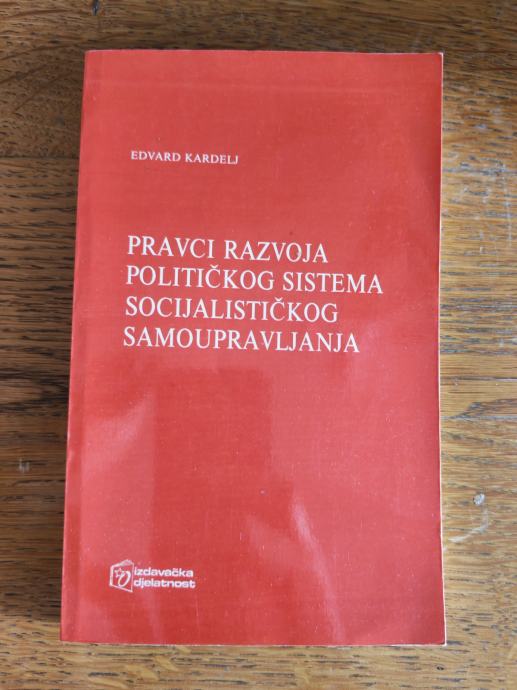 EDVARD KARDELJ
PRAVCI RAZVOJA
POLITIČKOG SISTEMA
SOCIJALISTIČKOG
SAMOUPRAVLJANJA
izdavačka
djelatnost